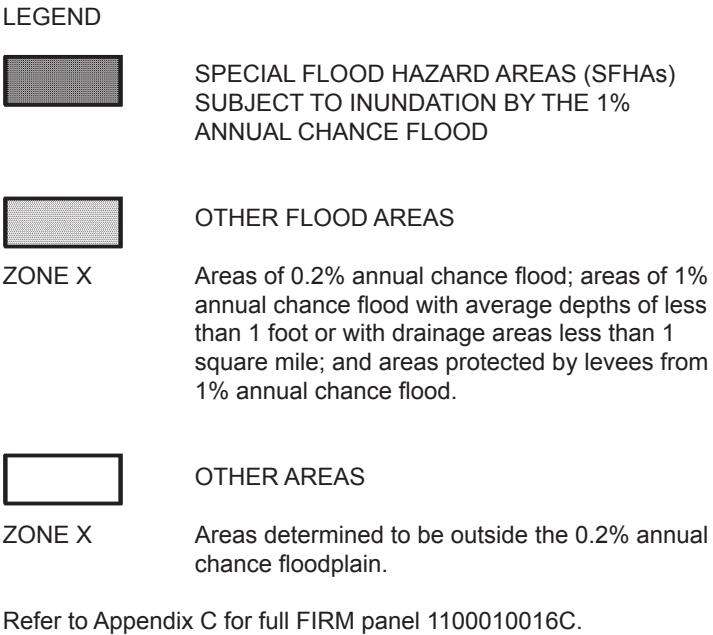 LEGEND
SPECIAL FLOOD HAZARD AREAS (SFHAs)
SUBJECT TO INUNDATION BY THE 1%
ANNUAL CHANCE FLOOD
OTHER FLOOD AREAS
ZONE X Areas of 0.2% annual chance flood; areas of 1%
annual chance flood with average depths of less
than 1 foot or with drainage areas less than 1
square mile; and areas protected by levees from
1% annual chance flood.
OTHER AREAS
ZONE X Areas determined to be outside the 0.2% annual
chance floodplain.
Refer to Appendix C for full FIRM panel 1100010016C.